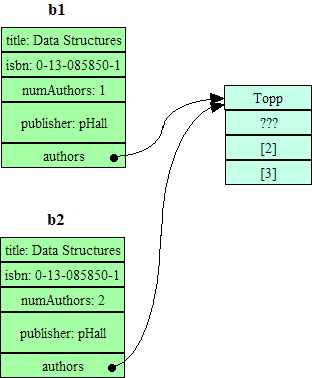 b1
title: Data Structures
isbn: 0-13-085850-1
numAuthors: 1
publisher: pHall
authors
Topp
???
[2]
[3]
b2
title: Data Structures
isbn: 0-13-085850-1
numAuthors: 2
publisher: pHall
authors